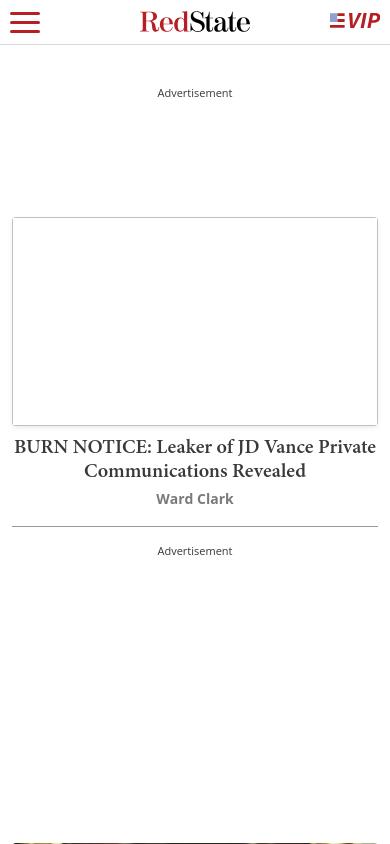 RedState
VIP
Advertisement
BURN NOTICE: Leaker of JD Vance Private
Communications Revealed
Ward Clark
Advertisement